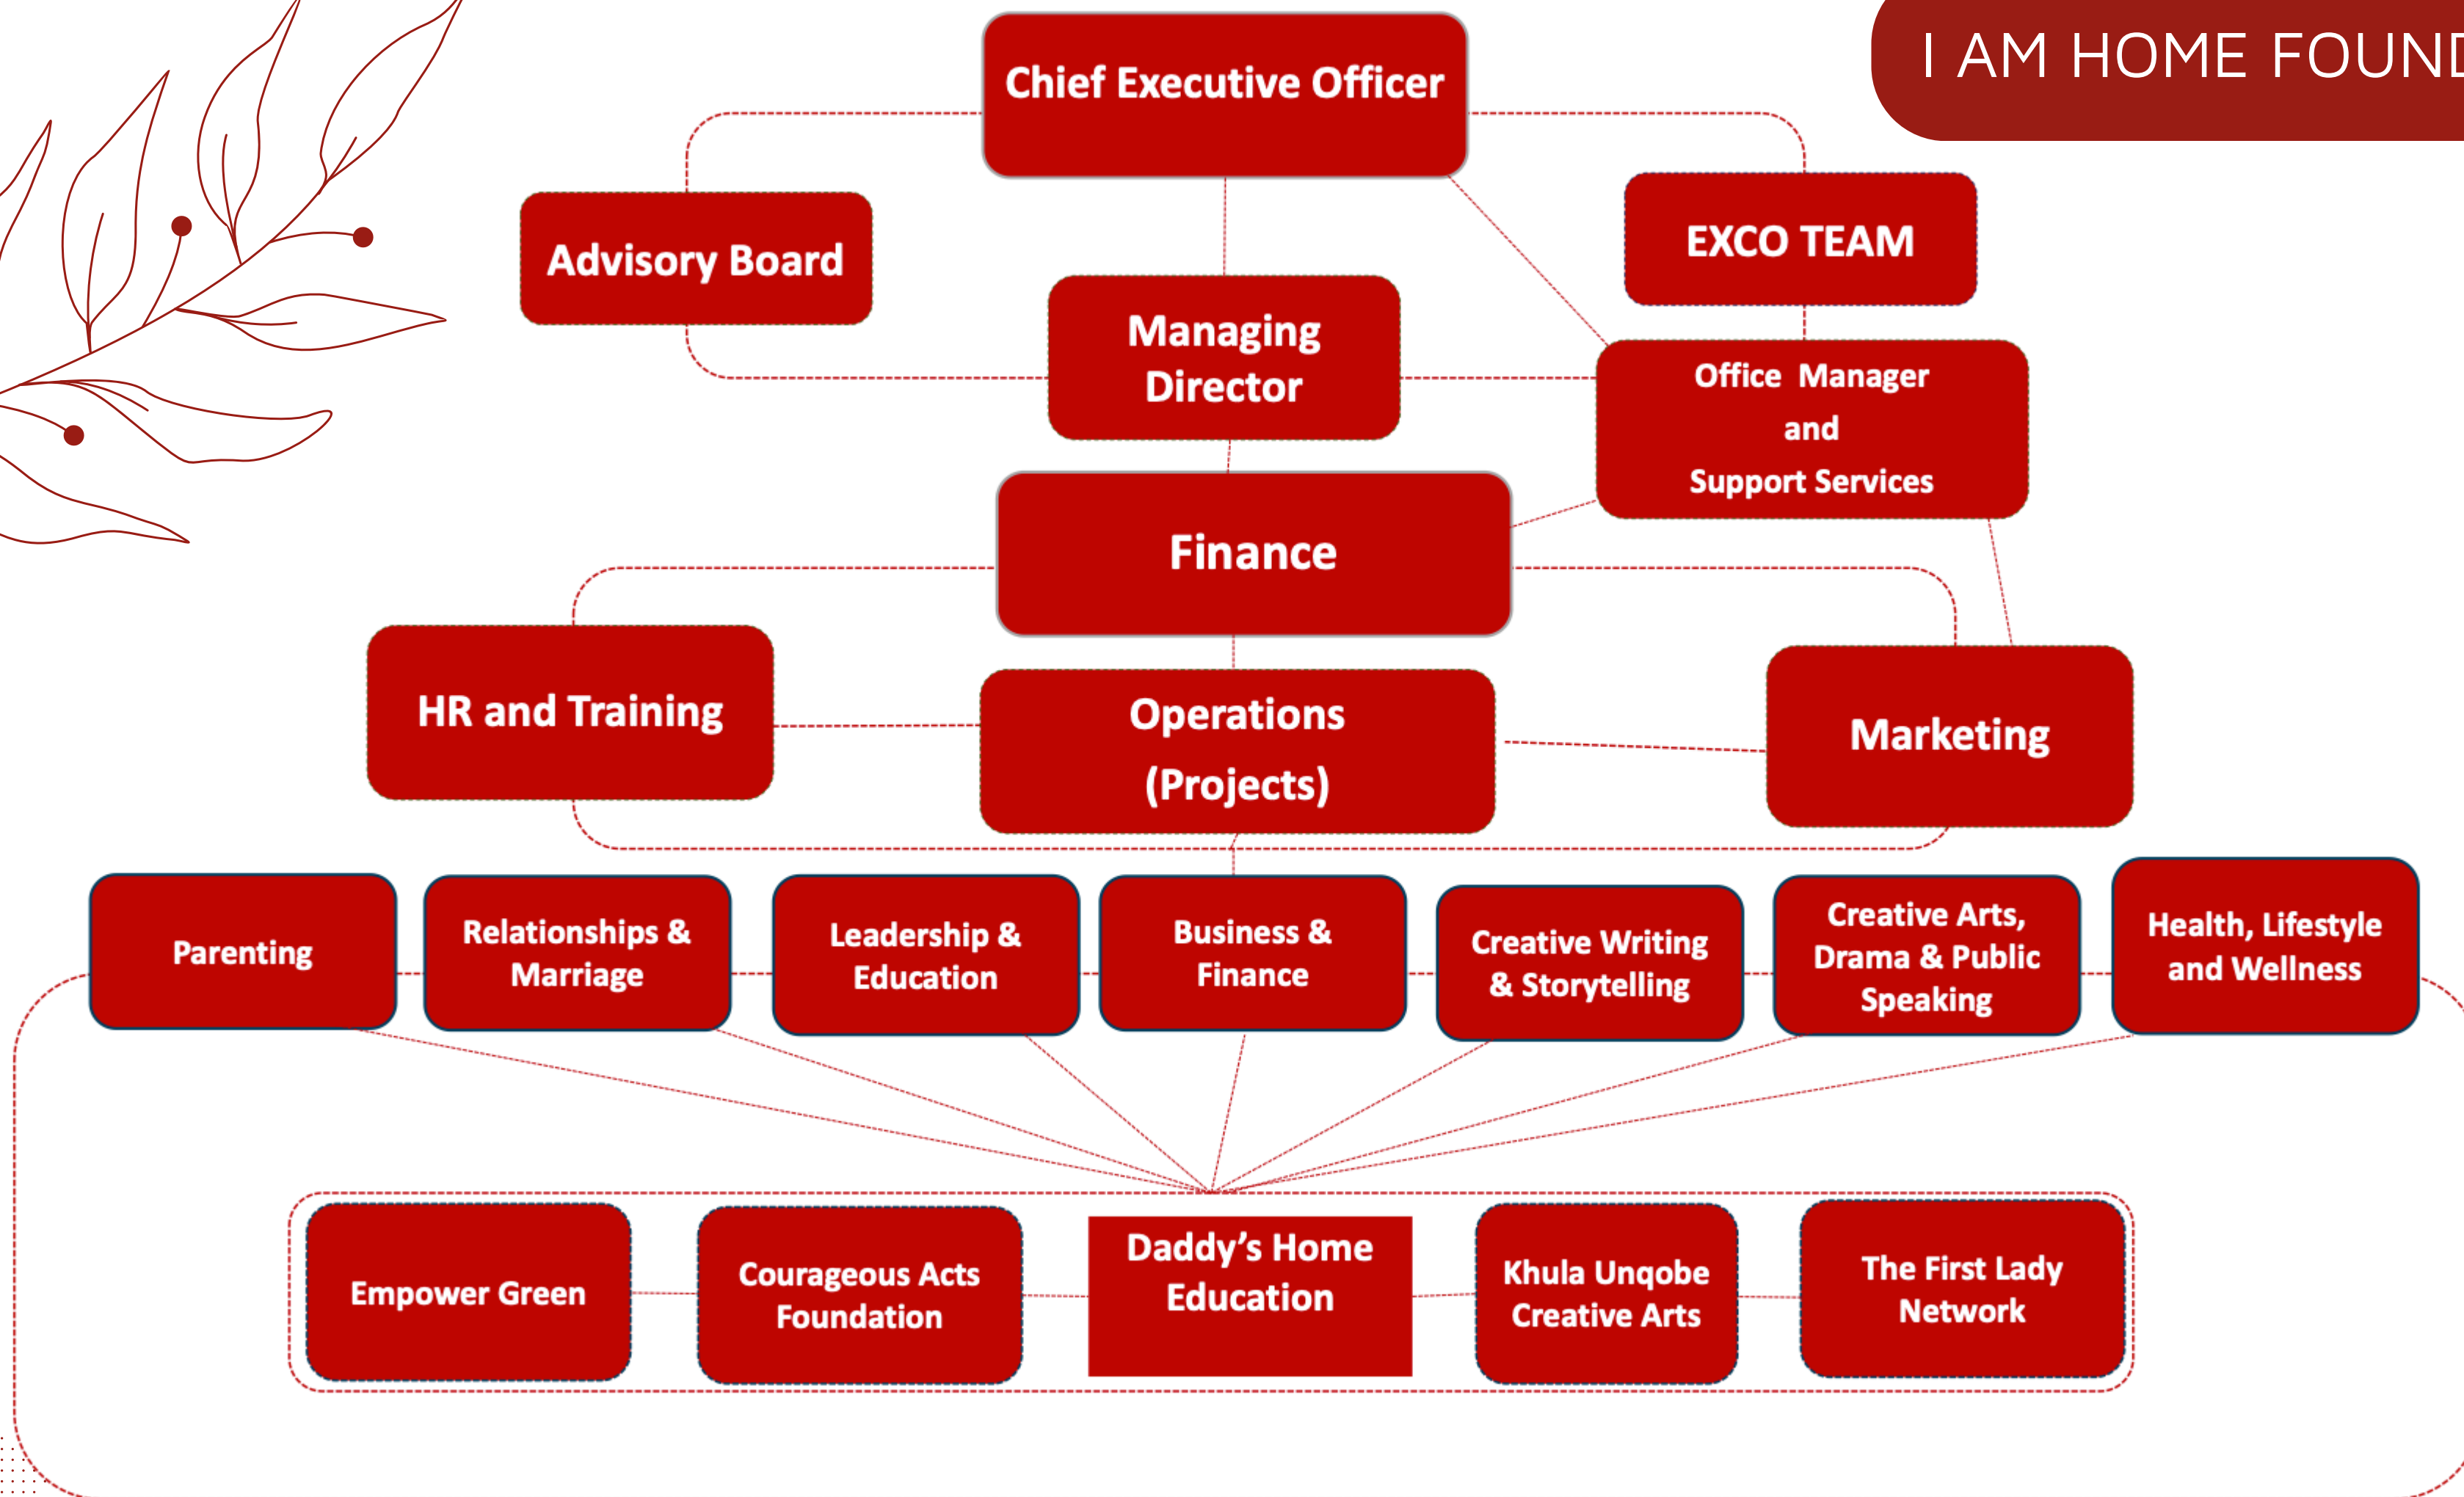 I AM HOME FOUND
Chief Executive Officer
Advisory Board
EXCO TEAM
Managing
Director
Office Manager
and
Support Services
Finance
HR and Training
Operations
(Projects)
Marketing
Parenting
Relationships &
Marriage
Leadership &
Education
Business &
Finance
Creative Writing
& Storytelling
Creative Arts,
Drama & Public
Speaking
Health, Lifestyle
and Wellness
Empower Green
Courageous Acts
Foundation
Daddy’s Home
Education
Khula Unqobe
Creative Arts
The First Lady
Network